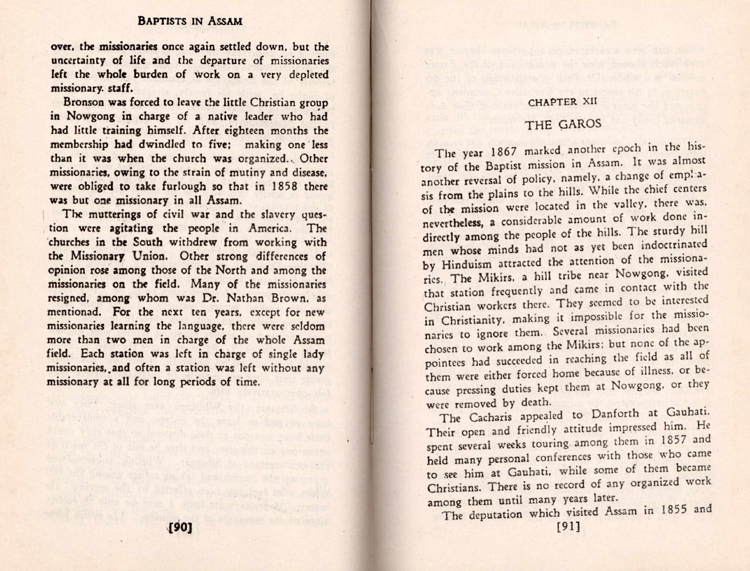 BAPTISTS IN ASSAM
over, the missionaries once again settled down, but the
uncertainty of life and the departure of missionaries
left the whole burden of work on a very depleted
missionary. staff.
Bronson was forced to leave the little Christian group
in Nowgong in charge of a native leader who had
had little training himself. After eighteen months the
membership had dwindled to five; making one less
than it was when the church was organized. Other
missionaries, owing to the strain of mutiny and disease,
were obliged to take furlough so that in 1858 there
was but one missionary in all Assam.
The mutterings of civil war and the slavery ques-
tion were agitating the people in America. The
churches in the South withdrew from working with
the Missionary Union. Other strong differences of
opinion rose among those of the North and among the
missionaries on the field. Many of the missionaries
resigned, among whom was Dr. Nathan Brown, as
mentionad. For the next ten years, except for new
missionaries learning the language, there were seldom
more than two men in charge of the whole Assam
field. Each station was left in charge of single lady
missionaries, and often a station was left without any
missionary at all for long periods of time.
[90]
CHAPTER XII
THE GAROS
The year 1867 marked another epoch in the his-
tory of the Baptist mission in Assam. It was almost
another reversal of policy, namely, a change of emphasis
sis from the plains to the hills. While the chief centers
of the mission were located in the valley, there was,
nevertheless, a considerable amount of work done in-
directly among the people of the hills. The sturdy hill
men whose minds had not as yet been indoctrinated
by Hinduism attracted the attention of the missiona-
ries. The Mikirs, a hill tribe near Nowgong, visited
that station frequently and came in contact with the
Christian workers there. They seemed to be interested
in Christianity, making it impossible for the missio-
naries to ignore them. Several missionaries had been
chosen to work among the Mikirs; but none of the ap-
pointees had succeeded in reaching the field as all of
them were either forced home because of illness, or be-
cause pressing duties kept them at Nowgong, or they
were removed by death.
The Cacharis appealed to Danforth at Gauhati.
Their open and friendly attitude impressed him. He
spent several weeks touring among them in 1857 and
held many personal conferences with those who came
to see him at Gauhati, while some of them became
Christians. There is no record of any organized work
among them until many years later.
The deputation which visited Assam in 1855 and
[91]